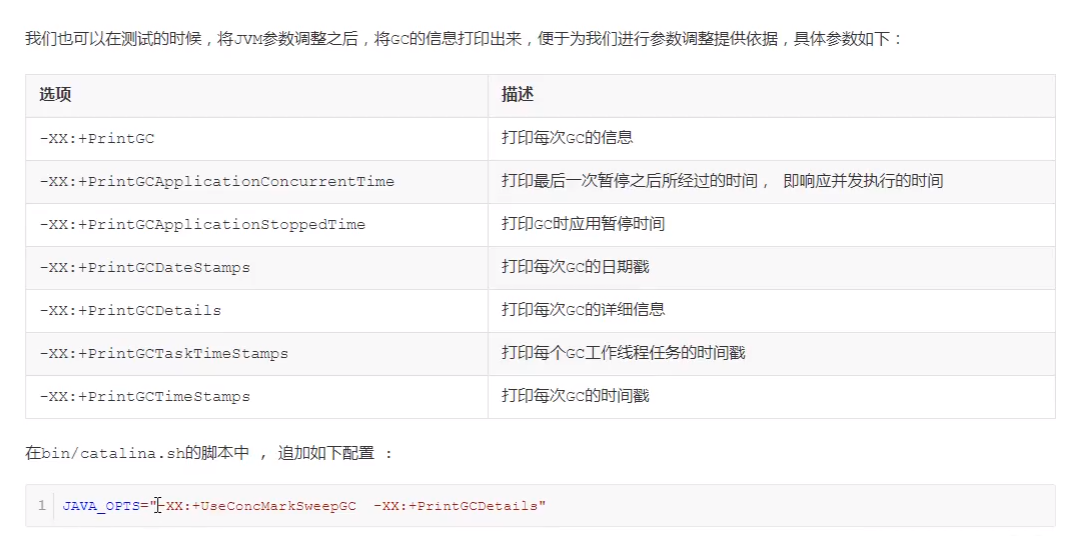 我们也可以在测试的时候，将JVM参数调整之后，将GC的信息打印出来，便于为我们进行参数调整提供依据，具体参数如下：
选项 描述
-XX:+PrintGC 打印每次GC的信息
-XX:+PrintGCApplicationConcurrentTime 打印最后一次暂停之后所经过的时间， 即响应并发执行的时间
-XX:+PrintGCApplicationStoppedTime 打印GC时应用暂停时间
-XX:+PrintGCDateStamps 打印每次GC的日期戳
-XX:+PrintGCDetails 打印每次GC的详细信息
-XX:+PrintGCTaskTimeStamps 打印每个GC工作线程任务的时间戳
-XX:+PrintGCTimeStamps 打印每次GC的时间戳
在bin/catalina.sh的脚本中 ， 追加如下配置 ：
1 JAVA_OPTS="-XX:+UseConcMarkSweepGC  -XX:+PrintGCDetails"